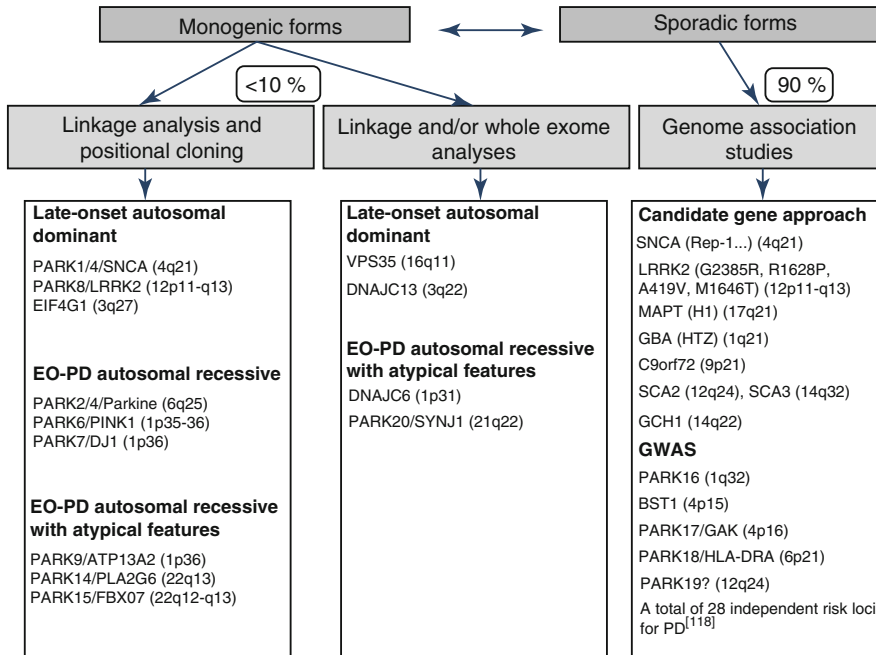 Monogenic forms
Sporadic forms
<10 %
90 %
Linkage analysis and
positional cloning
Linkage and/or whole exome
analyses
Genome association
studies
Late-onset autosomal
dominant
PARK1/4/SNCA (4q21)
PARK8/LRRK2 (12p11-q13)
EIF4G1 (3q27)
EO-PD autosomal recessive
PARK2/4/Parkine (6q25)
PARK6/PINK1 (1p35-36)
PARK7/DJ1 (1p36)
EO-PD autosomal recessive
with atypical features
PARK9/ATP13A2 (1p36)
PARK14/PLA2G6 (22q13)
PARK15/FBX07 (22q12-q13)
Late-onset autosomal
dominant
VPS35 (16q11)
DNAJC13 (3q22)
EO-PD autosomal recessive
with atypical features
DNAJC6 (1p31)
PARK20/SYNJ1 (21q22)
Candidate gene approach
SNCA (Rep-1...) (4q21)
LRRK2 (G2385R, R1628P,
A419V, M1646T) (12p11-q13)
MAPT (H1) (17q21)
GBA (HTZ) (1q21)
C9orf72 (9p21)
SCA2 (12q24), SCA3 (14q32)
GCH1 (14q22)
GWAS
PARK16 (1q32)
BST1 (4p15)
PARK17/GAK (4p16)
PARK18/HLA-DRA (6p21)
PARK19? (12q24)
A total of 28 independent risk loci
for PD[118]